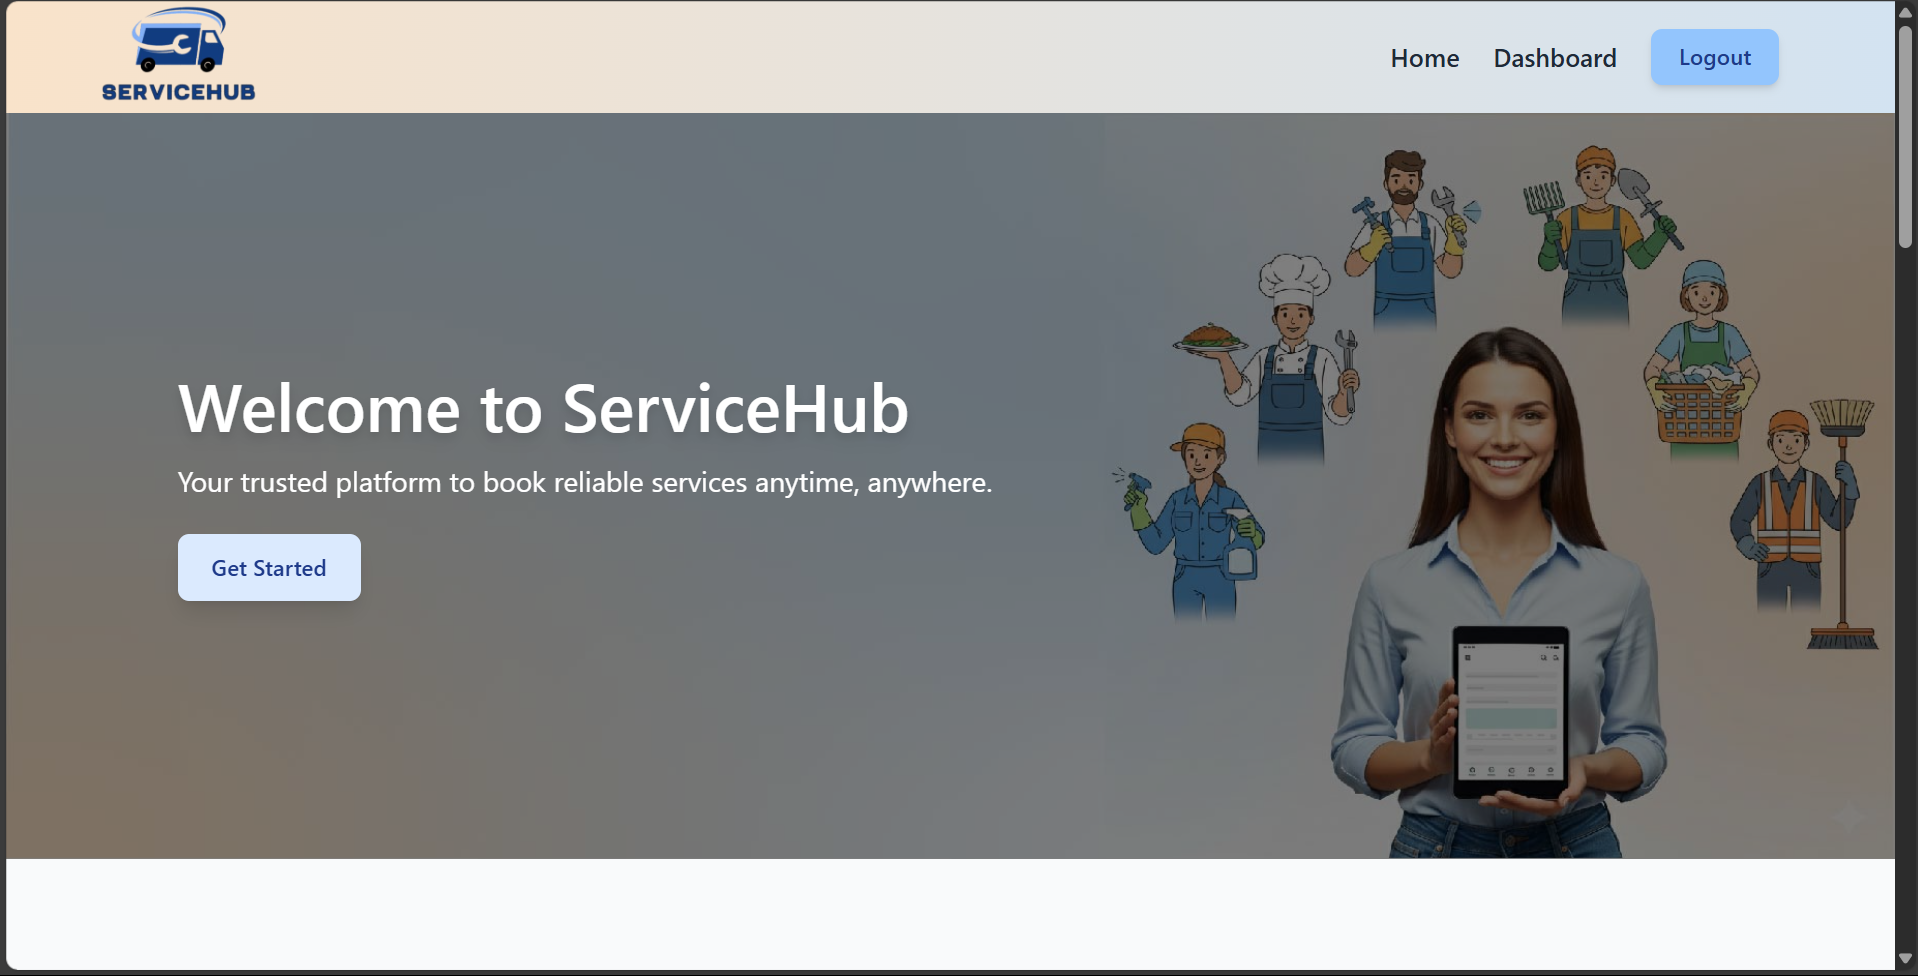 SERVICEHUB
Home
Dashboard
Logout
Welcome to ServiceHub
Your trusted platform to book reliable services anytime, anywhere.
Get Started